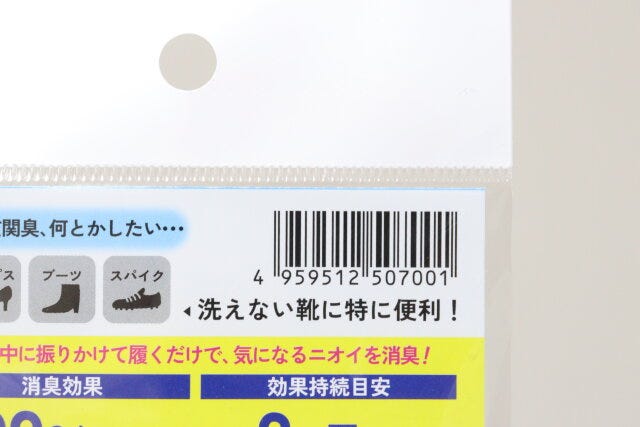 関臭、何とかしたい…
ブーツ
スパイク
4 959512 507001
◂洗えない靴に特に便利！
中に振りかけて履くだけで、気になるニオイを消臭！
消臭効果
効果持続目安